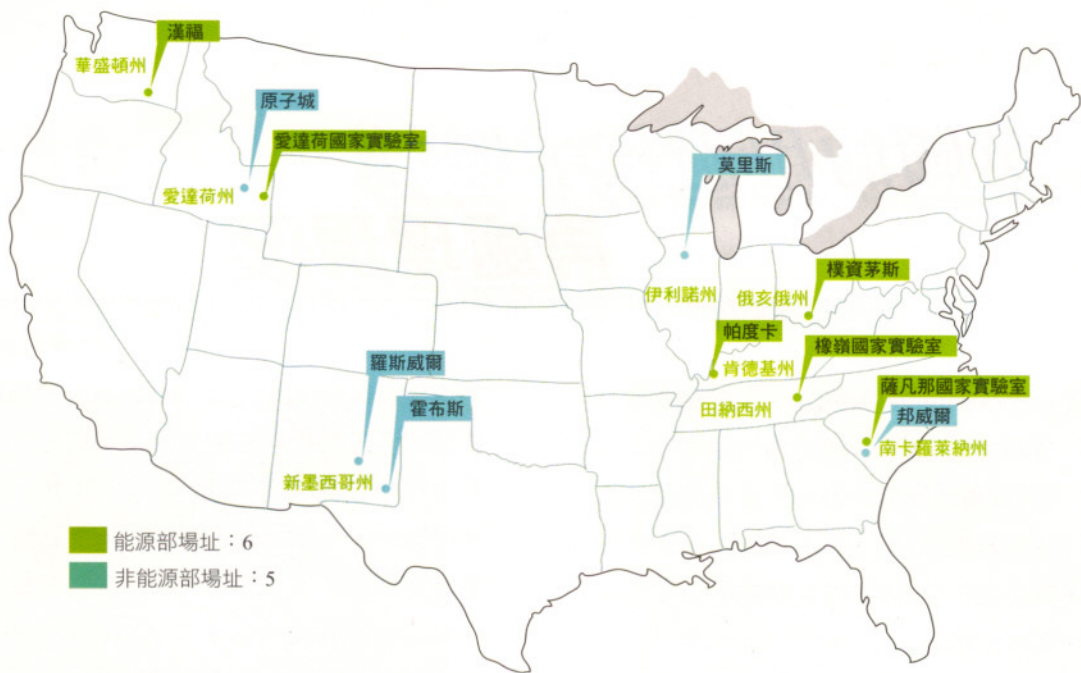 漢福
華盛頓州
原子城
愛達荷國家實驗室
愛達荷州
莫里斯
伊利諾州
樸資茅斯
俄亥俄州
帕度卡
肯德基州
橡嶺國家實驗室
田納西州
薩凡那國家實驗室
邦威爾
南卡羅萊納州
羅斯威爾
霍布斯
新墨西哥州
能源部場址：6
非能源部場址：5